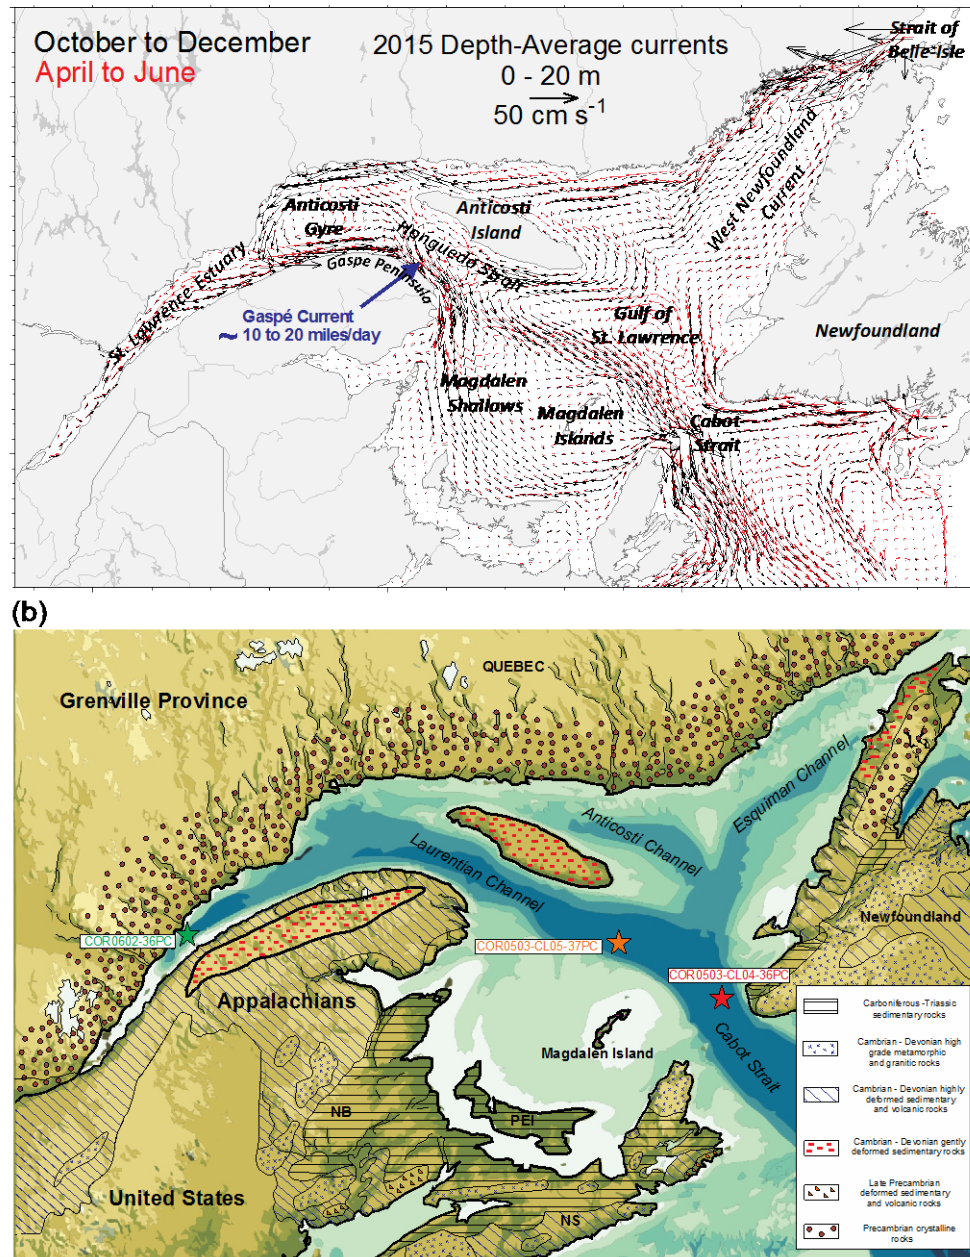 October to December
April to June
2015 Depth-Average currents
0 - 20 m
50 cm s⁻¹
Strait of
Belle-Isle
West Newfoundland
Current
Anticosti
Gyre
Anticosti
Island
Honguedo Strait
Gaspe Peninsula
St. Lawrence Estuary
Gaspé Current
~ 10 to 20 miles/day
Gulf of
St. Lawrence
Newfoundland
Magdalen
Shallows
Magdalen
Islands
Cabot
Strait
(b)
QUEBEC
Grenville Province
Esquiman Channel
Anticosti Channel
Laurentian Channel
COR0602-36PC
COR0503-CL05-37PC
Newfoundland
COR0503-CL04-36PC
Appalachians
Cabot Strait
Magdalen Island
NB
PEI
United States
NS
Carboniferous -Triassic
sedimentary rocks
Cambrian - Devonian high
grade metamorphic
and granitic rocks
Cambrian - Devonian highly
deformed sedimentary
and volcanic rocks
Cambrian - Devonian gently
deformed sedimentary rocks
Late Precambrian
deformed sedimentary
and volcanic rocks
Precambrian crystalline
rocks